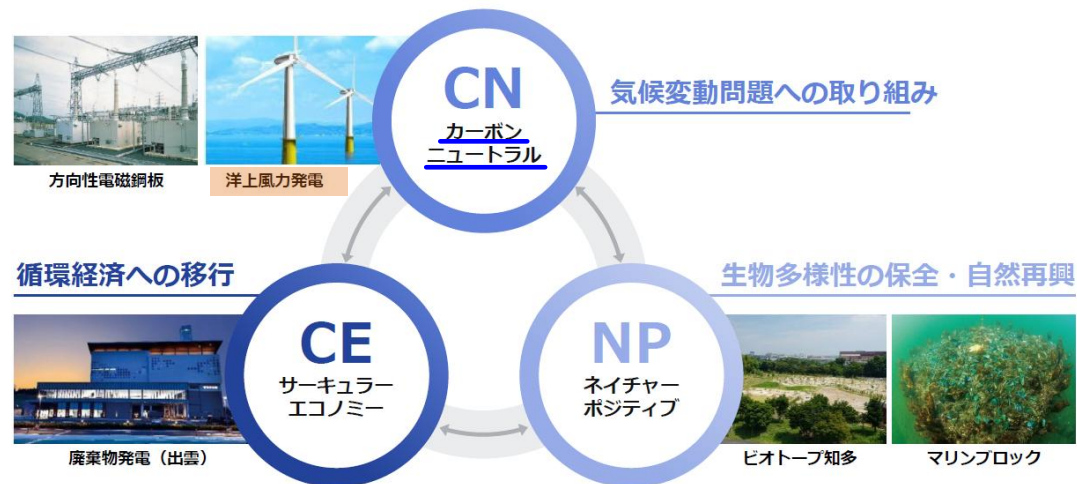 CN
カーボン
ニュートラル
気候変動問題への取り組み
方向性電磁鋼板
洋上風力発電
循環経済への移行
CE
サーキュラー
エコノミー
廃棄物発電（出雲）
生物多様性の保全・自然再興
NP
ネイチャー
ポジティブ
ビオトープ知多
マリンブロック